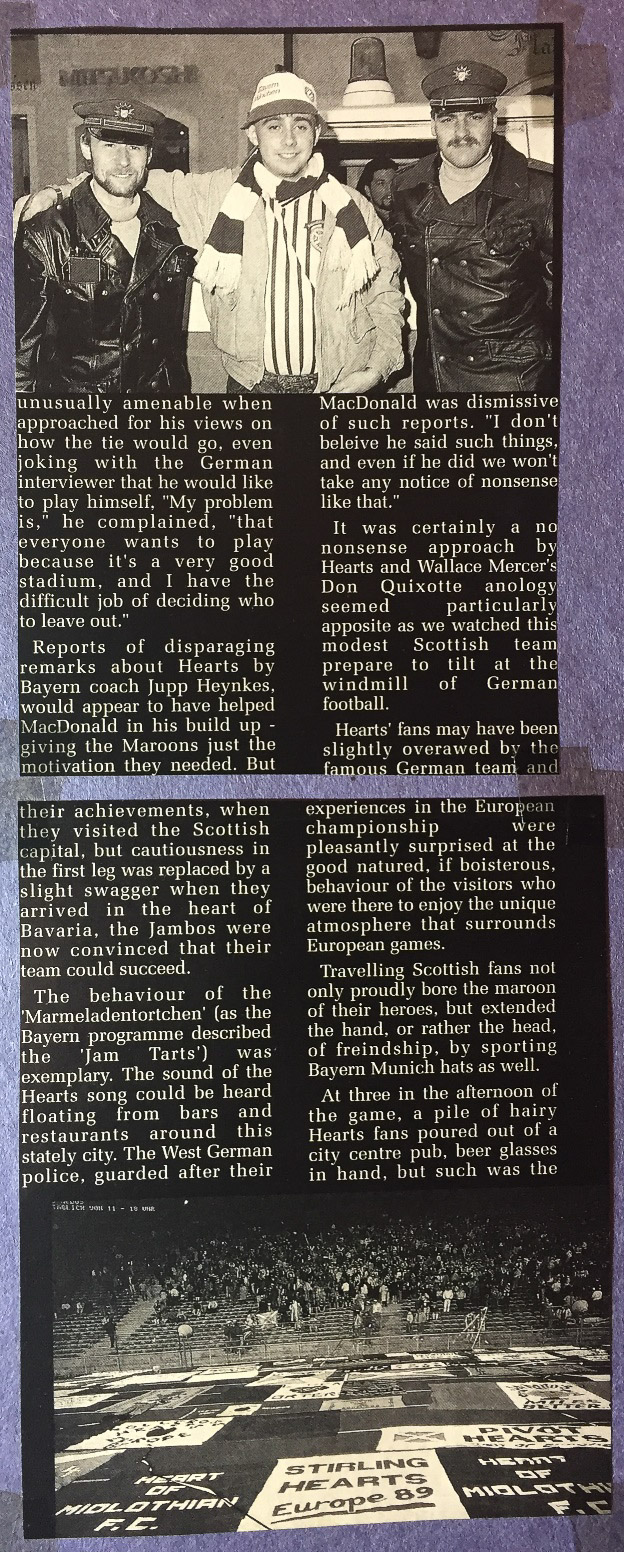 Bayern
München
unusually amenable when
approached for his views on
how the tie would go, even
joking with the German
interviewer that he would like
to play himself, "My problem
is," he complained, "that
everyone wants to play
because it's a very good
stadium, and I have the
difficult job of deciding who
to leave out."
Reports of disparaging
remarks about Hearts by
Bayern coach Jupp Heynkes,
would appear to have helped
MacDonald in his build up -
giving the Maroons just the
motivation they needed. But
MacDonald was dismissive
of such reports. "I don't
beleive he said such things,
and even if he did we won't
take any notice of nonsense
like that."
It was certainly a no
nonsense approach by
Hearts and Wallace Mercer's
Don Quixotte anology
seemed particularly
apposite as we watched this
modest Scottish team
prepare to tilt at the
windmill of German
football.
Hearts' fans may have been
slightly overawed by the
famous German team and
their achievements, when
they visited the Scottish
capital, but cautiousness in
the first leg was replaced by a
slight swagger when they
arrived in the heart of
Bavaria, the Jambos were
now convinced that their
team could succeed.
The behaviour of the
'Marmeladentortchen' (as the
Bayern programme described
the 'Jam Tarts') was
exemplary. The sound of the
Hearts song could be heard
floating from bars and
restaurants around this
stately city. The West German
police, guarded after their
experiences in the European
championship were
pleasantly surprised at the
good natured, if boisterous,
behaviour of the visitors who
were there to enjoy the unique
atmosphere that surrounds
European games.
Travelling Scottish fans not
only proudly bore the maroon
of their heroes, but extended
the hand, or rather the head,
of freindship, by sporting
Bayern Munich hats as well.
At three in the afternoon of
the game, a pile of hairy
Hearts fans poured out of a
city centre pub, beer glasses
in hand, but such was the
TÄGLICH VON 11 - 18 UHR
PIVOT
HEARTS
HEART
OF
MIDLOTHIAN
F.C.
STIRLING
HEARTS
Europe 89
HEART
OF
MIDLOTHI
F.C